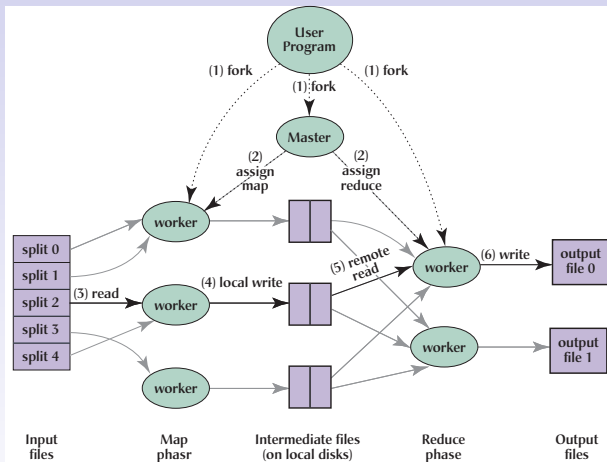 User
Program
(1) fork
(1) fork
(1) fork
Master
(2)
assign
map
(2)
assign
reduce
worker
split 0
split 1
split 2
split 3
split 4
(3) read
worker
(4) local write
(5) remote
read
worker
(6) write
output
file 0
worker
output
file 1
worker
Input
files
Map
phasr
Intermediate files
(on local disks)
Reduce
phase
Output
files